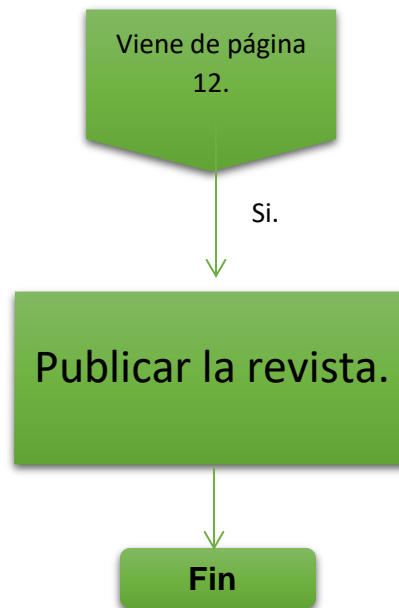 Viene de página
12.
Si.
Publicar la revista.
Fin